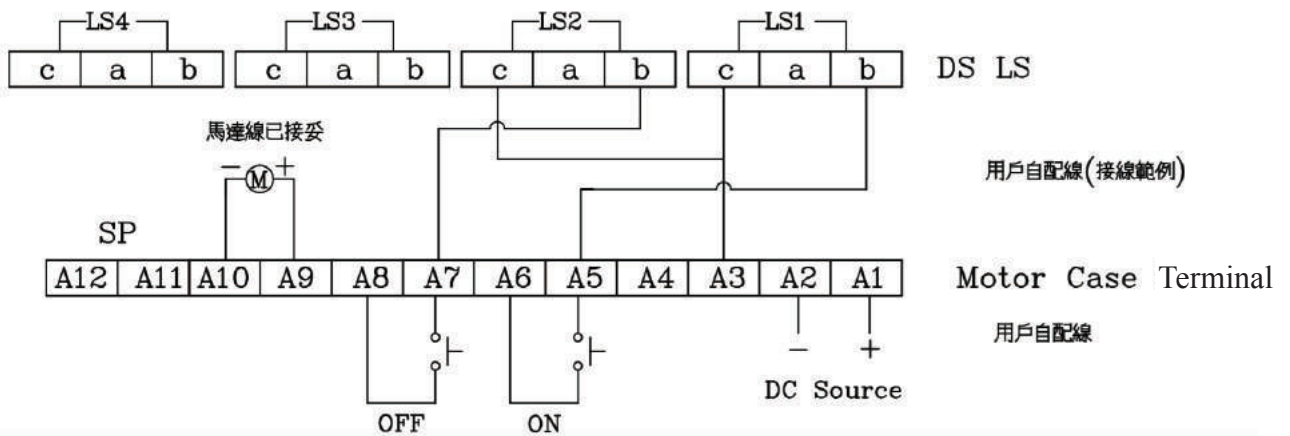 LS4 LS3 LS2 LS1
c a b c a b c a b c a b DS LS
馬達線已接妥
- M +
用戶自配線(接線範例)
SP
A12 A11 A10 A9 A8 A7 A6 A5 A4 A3 A2 A1 Motor Case Terminal
用戶自配線
- +
DC Source
OFF ON